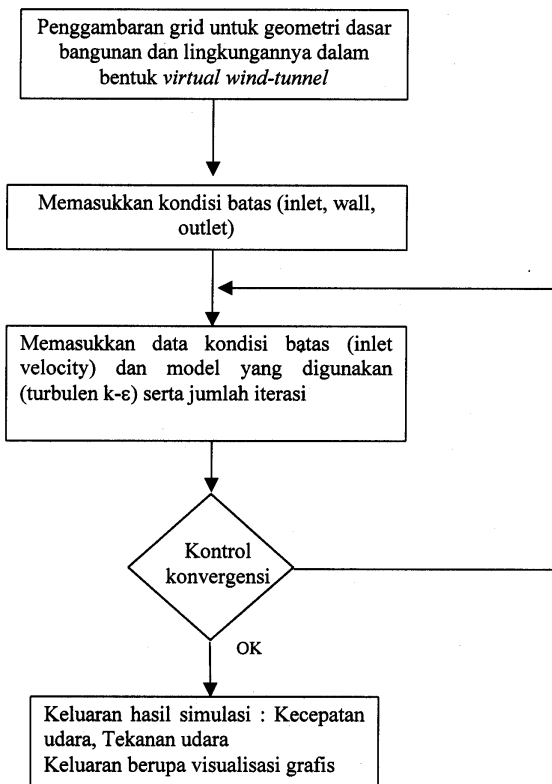 Penggambaran grid untuk geometri dasar
bangunan dan lingkungannya dalam
bentuk virtual wind-tunnel
Memasukkan kondisi batas (inlet, wall,
outlet)
Memasukkan data kondisi batas (inlet
velocity) dan model yang digunakan
(turbulen k-ε) serta jumlah iterasi
Kontrol
konvergensi
OK
Keluaran hasil simulasi : Kecepatan
udara, Tekanan udara
Keluaran berupa visualisasi grafis